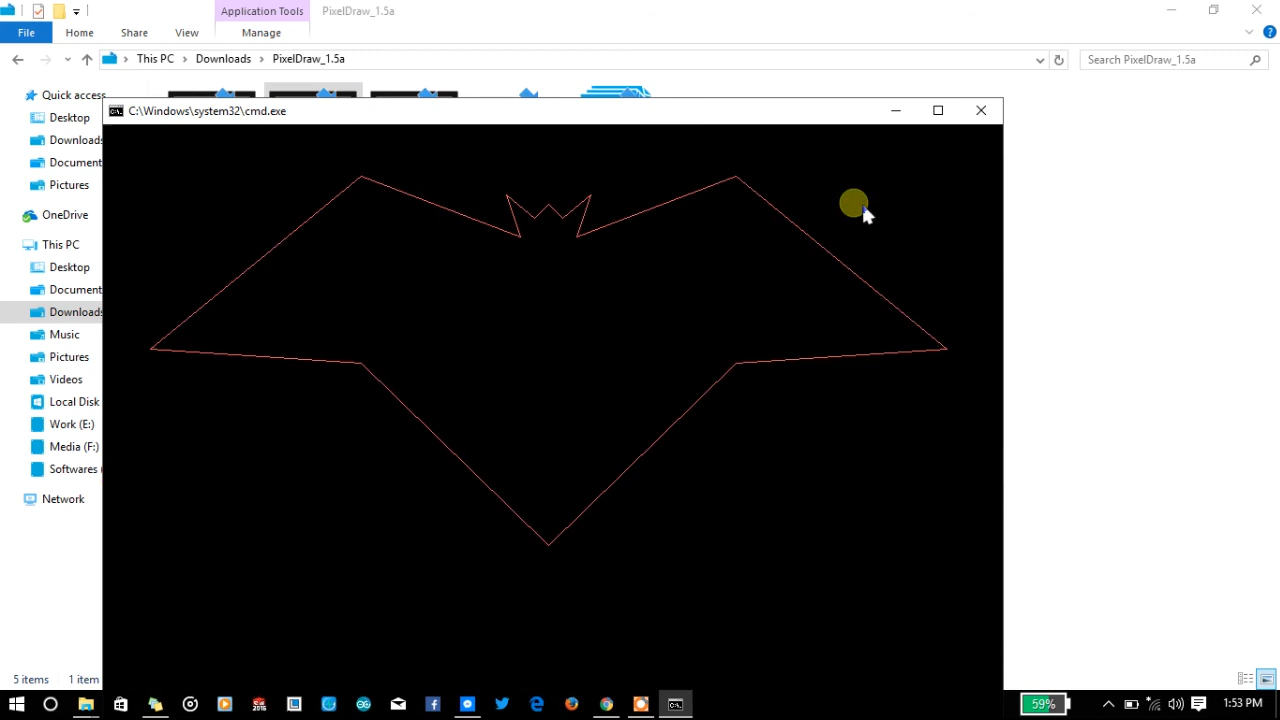 Application Tools PixelDraw_1.5a
File Home Share View Manage
This PC Downloads PixelDraw_1.5a Search PixelDraw_1.5a
Quick access
Desktop
Downloads
Document
Pictures
OneDrive
This PC
Desktop
Document
Downloads
Music
Pictures
Videos
Local Disk
Work (E:)
Media (F:)
Softwares (
Network
C:\Windows\system32\cmd.exe
5 items 1 item
59% 1:53 PM